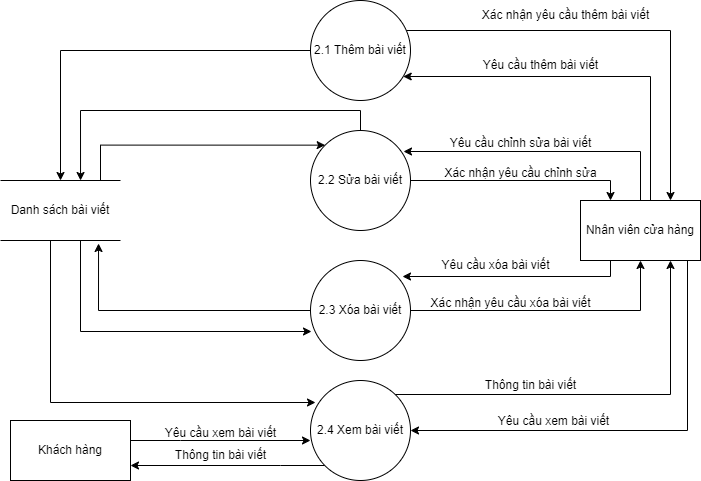 Xác nhận yêu cầu thêm bài viết
2.1 Thêm bài viết
Yêu cầu thêm bài viết
Yêu cầu chỉnh sửa bài viết
2.2 Sửa bài viết
Xác nhận yêu cầu chỉnh sửa
Danh sách bài viết
Nhân viên cửa hàng
Yêu cầu xóa bài viết
2.3 Xóa bài viết
Xác nhận yêu cầu xóa bài viết
Thông tin bài viết
Yêu cầu xem bài viết
2.4 Xem bài viết
Yêu cầu xem bài viết
Khách hàng
Thông tin bài viết